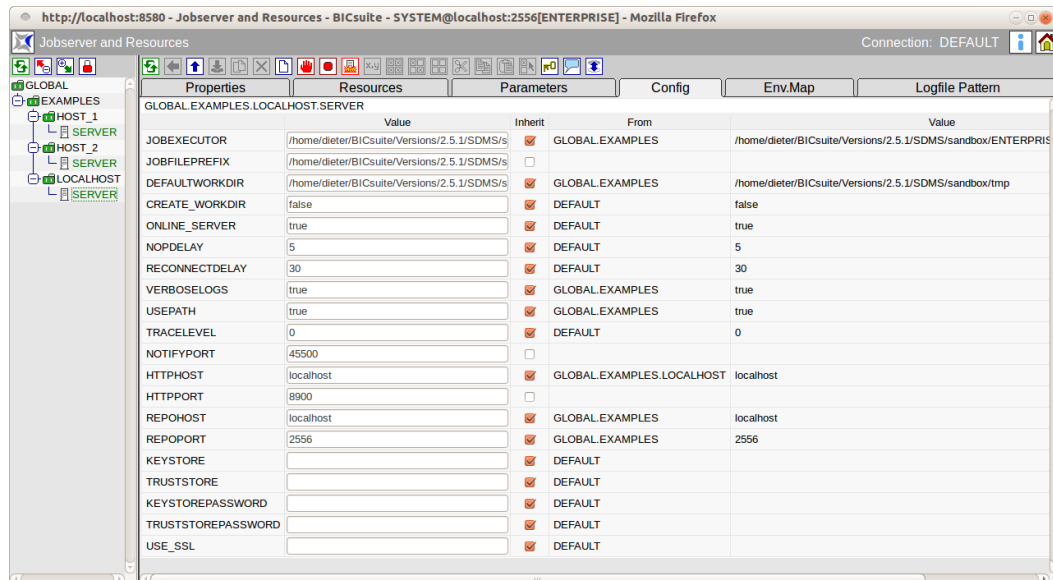 http://localhost:8580 - Jobserver and Resources - BICsuite - SYSTEM@localhost:2556[ENTERPRISE] - Mozilla Firefox
Jobserver and Resources
Connection: DEFAULT
GLOBAL
EXAMPLES
HOST_1
SERVER
HOST_2
SERVER
LOCALHOST
SERVER
Properties Resources Parameters Config Env.Map Logfile Pattern
GLOBAL.EXAMPLES.LOCALHOST.SERVER
Value Inherit From Value
JOBEXECUTOR /home/dieter/BICsuite/Versions/2.5.1/SDMS/s GLOBAL.EXAMPLES /home/dieter/BICsuite/Versions/2.5.1/SDMS/sandbox/ENTERPRIS
JOBFILEPREFIX /home/dieter/BICsuite/Versions/2.5.1/SDMS/s
DEFAULTWORKDIR /home/dieter/BICsuite/Versions/2.5.1/SDMS/s GLOBAL.EXAMPLES /home/dieter/BICsuite/Versions/2.5.1/SDMS/sandbox/tmp
CREATE_WORKDIR false DEFAULT false
ONLINE_SERVER true DEFAULT true
NOPDELAY 5 DEFAULT 5
RECONNECTDELAY 30 DEFAULT 30
VERBOSELOGS true GLOBAL.EXAMPLES true
USEPATH true GLOBAL.EXAMPLES true
TRACELEVEL 0 DEFAULT 0
NOTIFYPORT 45500
HTTPHOST localhost GLOBAL.EXAMPLES.LOCALHOST localhost
HTTPPORT 8900
REPOHOST localhost GLOBAL.EXAMPLES localhost
REPOPORT 2556 GLOBAL.EXAMPLES 2556
KEYSTORE DEFAULT
TRUSTSTORE DEFAULT
KEYSTOREPASSWORD DEFAULT
TRUSTSTOREPASSWORD DEFAULT
USE_SSL DEFAULT